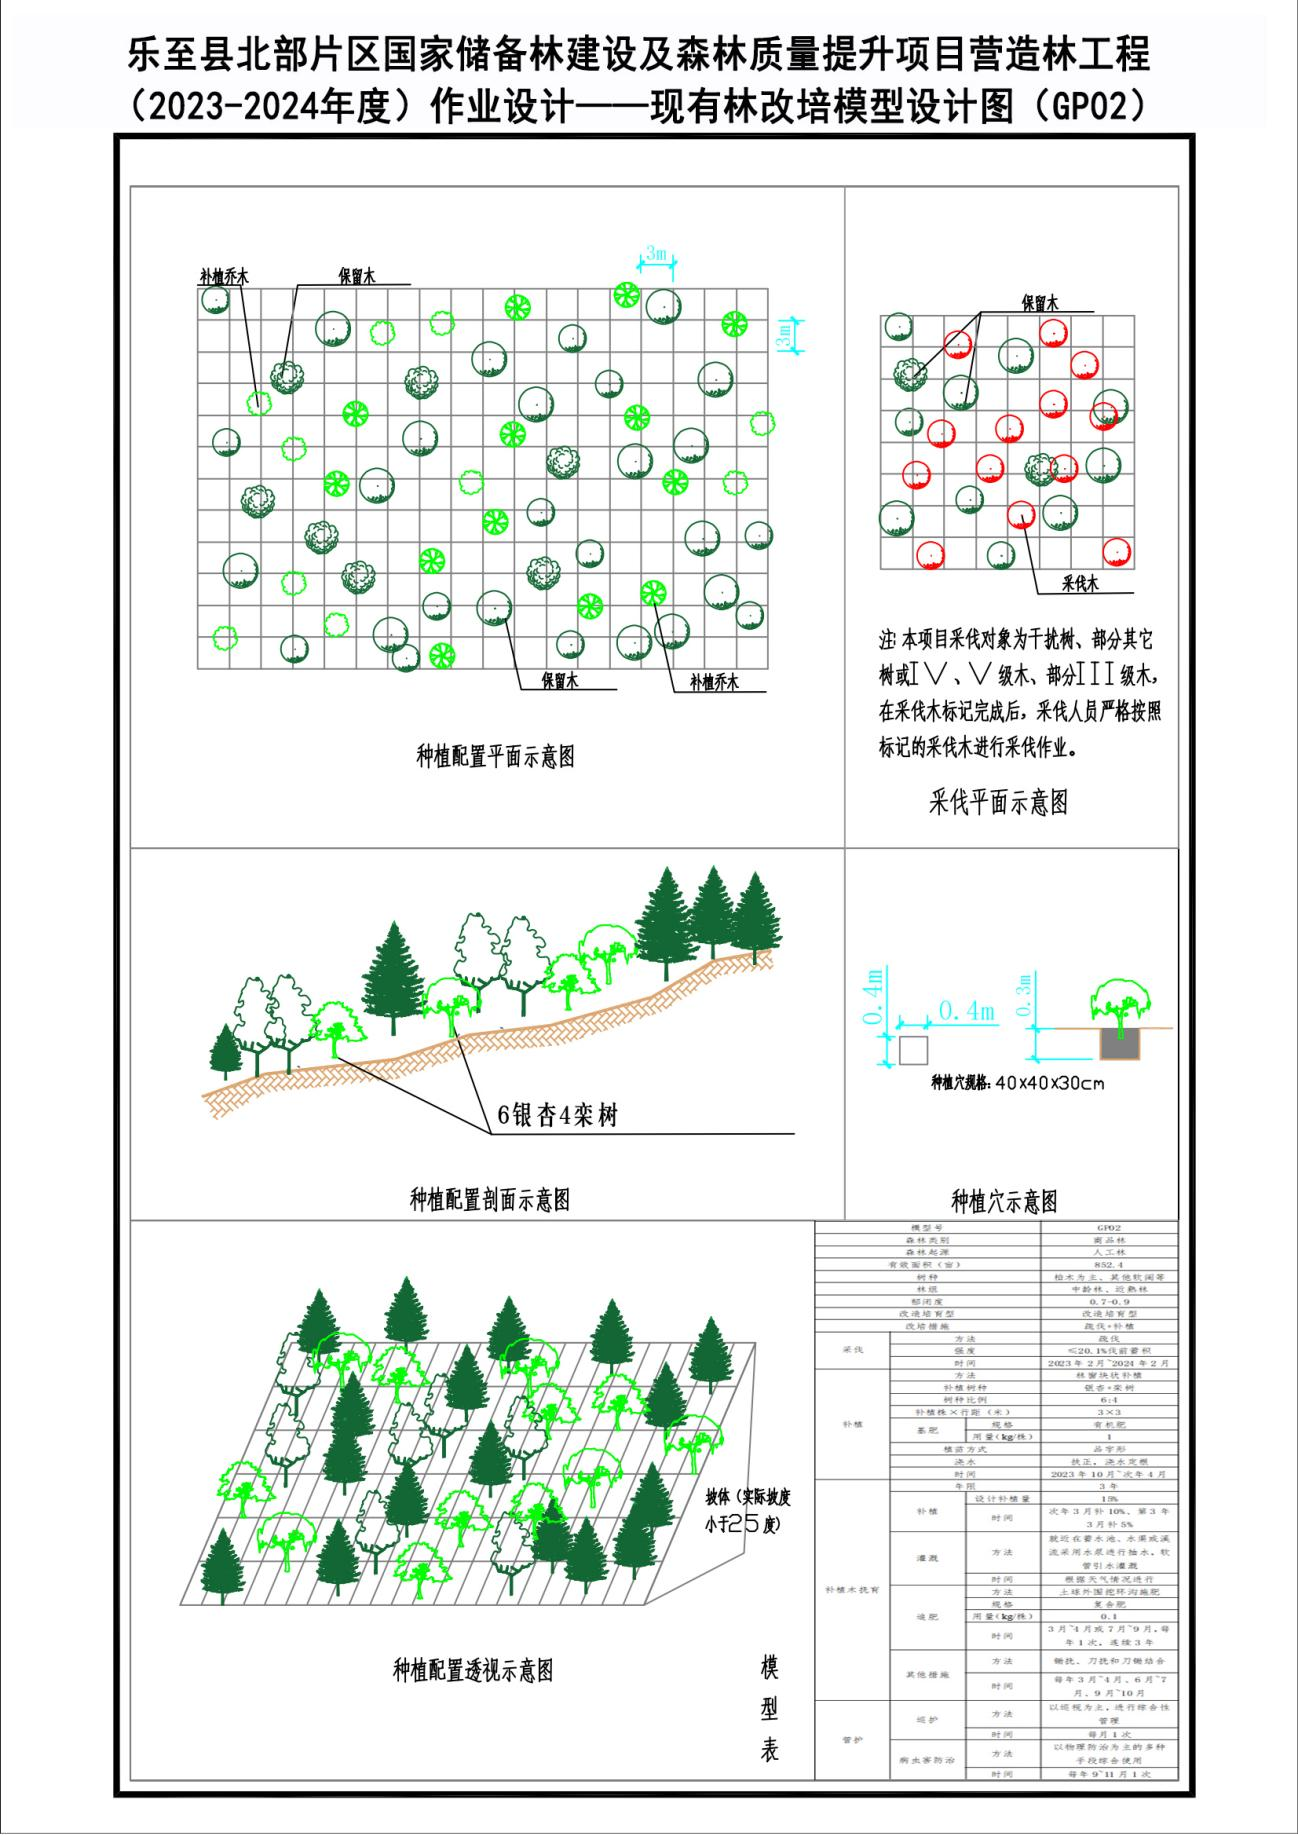 乐至县北部片区国家储备林建设及森林质量提升项目营造林工程
（2023-2024年度）作业设计——现有林改培模型设计图（GP02）
补植乔木
保留木
3m
3m
保留木
补植乔木
种植配置平面示意图
保留木
采伐木
注:本项目采伐对象为干扰树、部分其它
树或IV、V级木、部分III级木，
在采伐木标记完成后，采伐人员严格按照
标记的采伐木进行采伐作业。
采伐平面示意图
6银杏4栾树
种植配置剖面示意图
0.4m
0.4m
0.3m
种植穴规格：40x40x30cm
种植穴示意图
坡体（实际坡度
小于25度）
种植配置透视示意图
模
型
表
模型号 GP02
森林类别 商品林
森林起源 人工林
有效面积（亩） 852.4
树种 柏木为主、其他软阔等
林组 中龄林、近熟林
郁闭度 0.7-0.9
改造培育型 改造培育型
改培措施 疏伐+补植
采伐 方法 疏伐
强度 ≤20.1%伐前蓄积
时间 2023年2月~2024年2月
补植 方法 林窗块状补植
补植树种 银杏+栾树
树种比例 6:4
补植株×行距（米） 3×3
基肥 规格 有机肥
用量（kg/株） 1
植苗方式 品字形
浇水 扶正，浇水定根
时间 2023年10月~次年4月
补植木抚育 年限 3年
补植 设计补植量 15%
时间 次年3月补10%、第3年
3月补5%
灌溉 方法 就近在蓄水池、水渠或溪
流采用水泵进行抽水，软
管引水灌溉
时间 根据天气情况进行
追肥 方法 土球外围挖环沟施肥
规格 复合肥
用量（kg/株） 0.1
时间 3月~4月或7月~9月，每
年1次，连续3年
其他措施 方法 锄抚、刀抚和刀锄结合
时间 每年3月~4月、6月~7
月、9月~10月
管护 巡护 方法 以巡视为主，进行综合性
管理
时间 每月1次
病虫害防治 方法 以物理防治为主的多种
手段综合使用
时间 每年9~11月1次